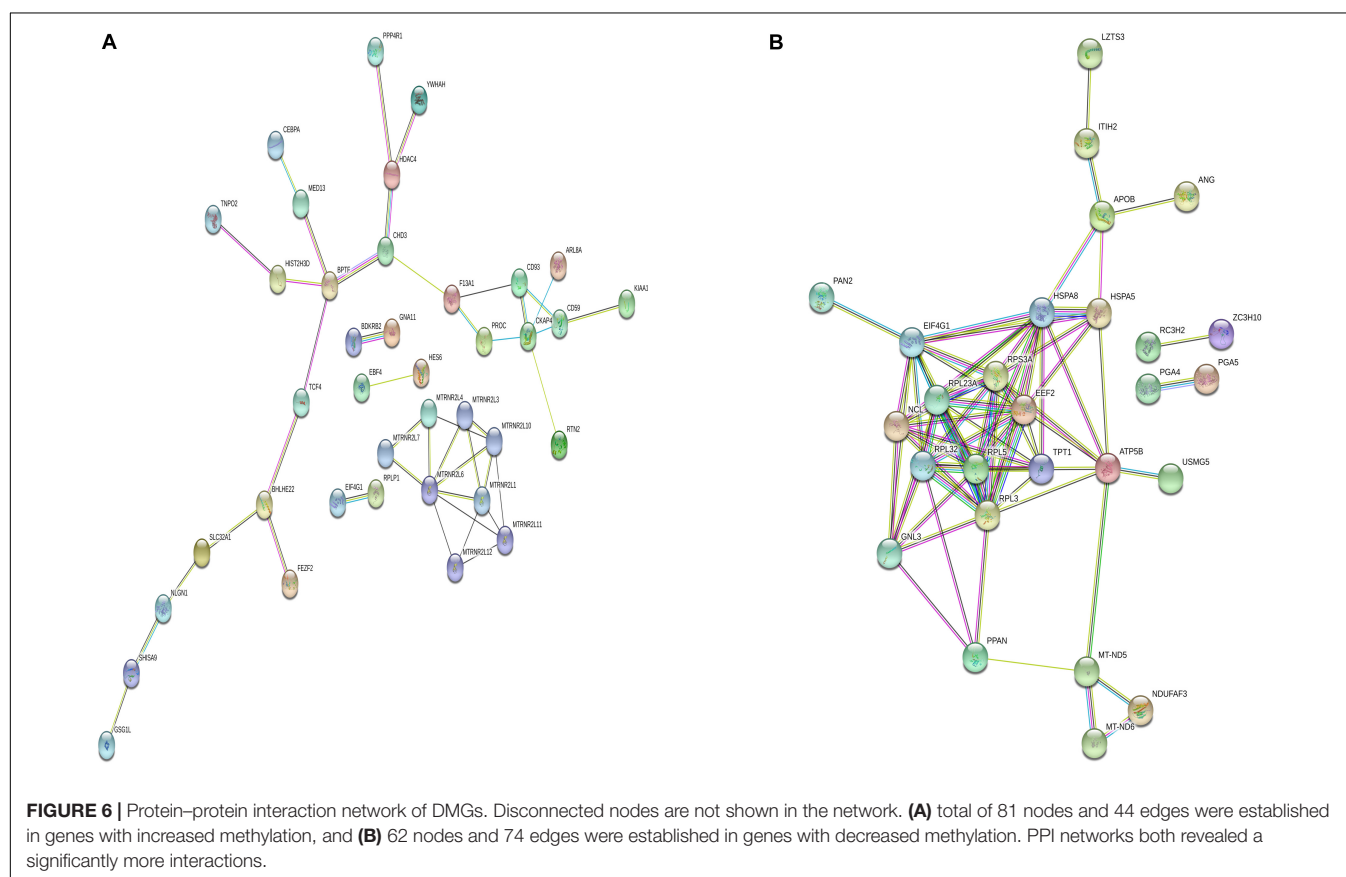 A
B
PPP4R1
YWHAH
CEBPA
HDAC4
MED13
TNPO2
CHD3
HIST2H3D
BPTF
F13A1
CD93
ARL8A
PROC
CKAP4
CD59
KIAA1
BDKRB2
GNA11
HES6
EBF4
RTN2
TCF4
MTRNR2L4
MTRNR2L3
MTRNR2L10
MTRNR2L7
MTRNR2L6
MTRNR2L1
MTRNR2L11
MTRNR2L12
EIF4G1
RPLP1
BHLHE22
SLC32A1
FEZF2
NLGN1
SHISA9
GSG1L
LZTS3
ITIH2
ANG
APOB
PAN2
HSPA8
HSPA5
EIF4G1
RC3H2
ZC3H10
RPS3A
PGA4
PGA5
RPL23A
EEF2
NCL
RPL32
RPL5
TPT1
ATP5B
USMG5
RPL3
GNL3
PPAN
MT-ND5
NDUFAF3
MT-ND6
FIGURE 6 | Protein–protein interaction network of DMGs. Disconnected nodes are not shown in the network. (A) total of 81 nodes and 44 edges were established
in genes with increased methylation, and (B) 62 nodes and 74 edges were established in genes with decreased methylation. PPI networks both revealed a
significantly more interactions.